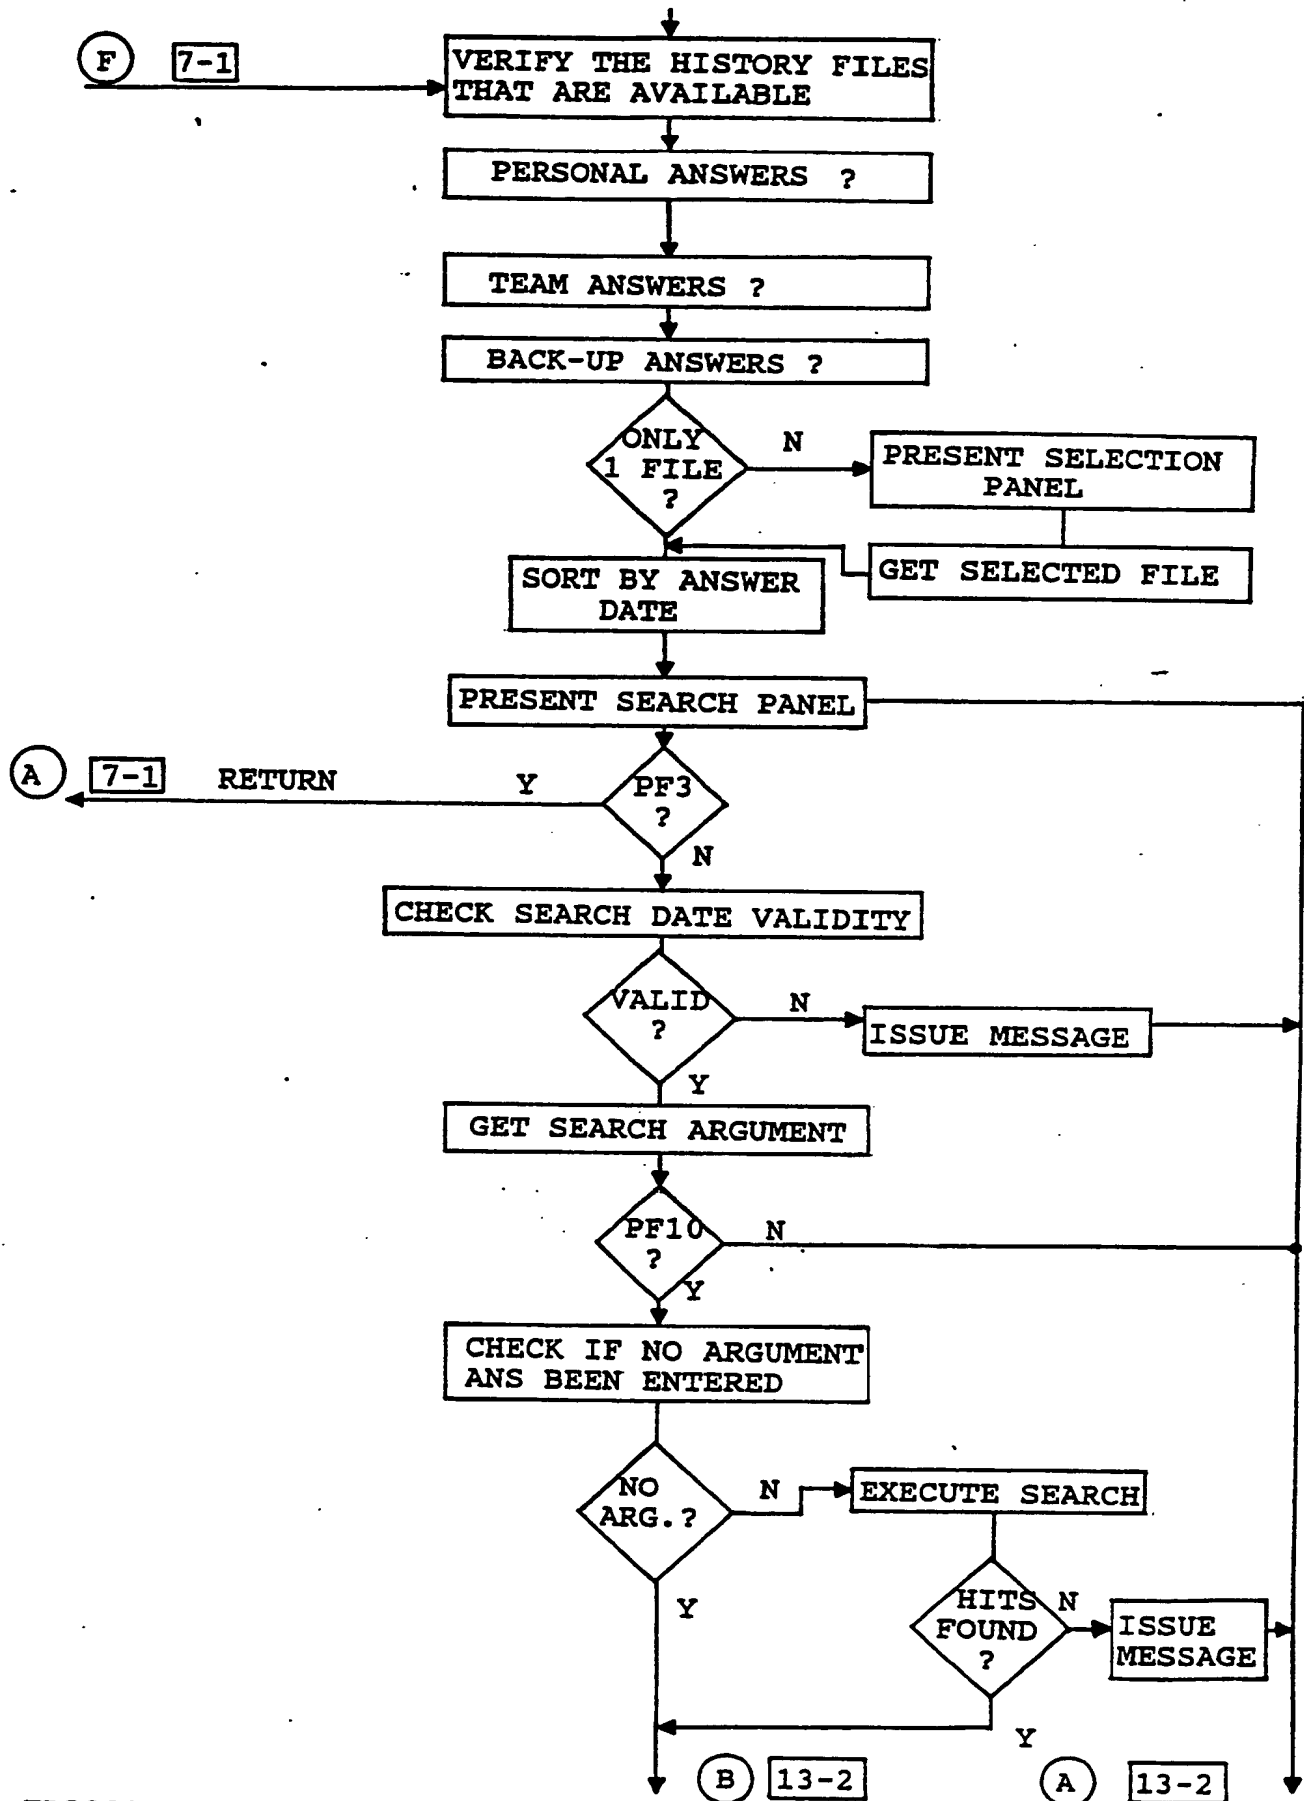 F 7-1
VERIFY THE HISTORY FILES
THAT ARE AVAILABLE
PERSONAL ANSWERS ?
TEAM ANSWERS ?
BACK-UP ANSWERS ?
ONLY
1 FILE
?
N
PRESENT SELECTION
PANEL
GET SELECTED FILE
SORT BY ANSWER
DATE
PRESENT SEARCH PANEL
A 7-1 RETURN Y
PF3
?
N
CHECK SEARCH DATE VALIDITY
VALID
?
N
ISSUE MESSAGE
Y
GET SEARCH ARGUMENT
PF10
?
N
Y
CHECK IF NO ARGUMENT
ANS BEEN ENTERED
NO
ARG.?
N
EXECUTE SEARCH
Y
HITS
FOUND
?
N
ISSUE
MESSAGE
Y
B 13-2
A 13-2